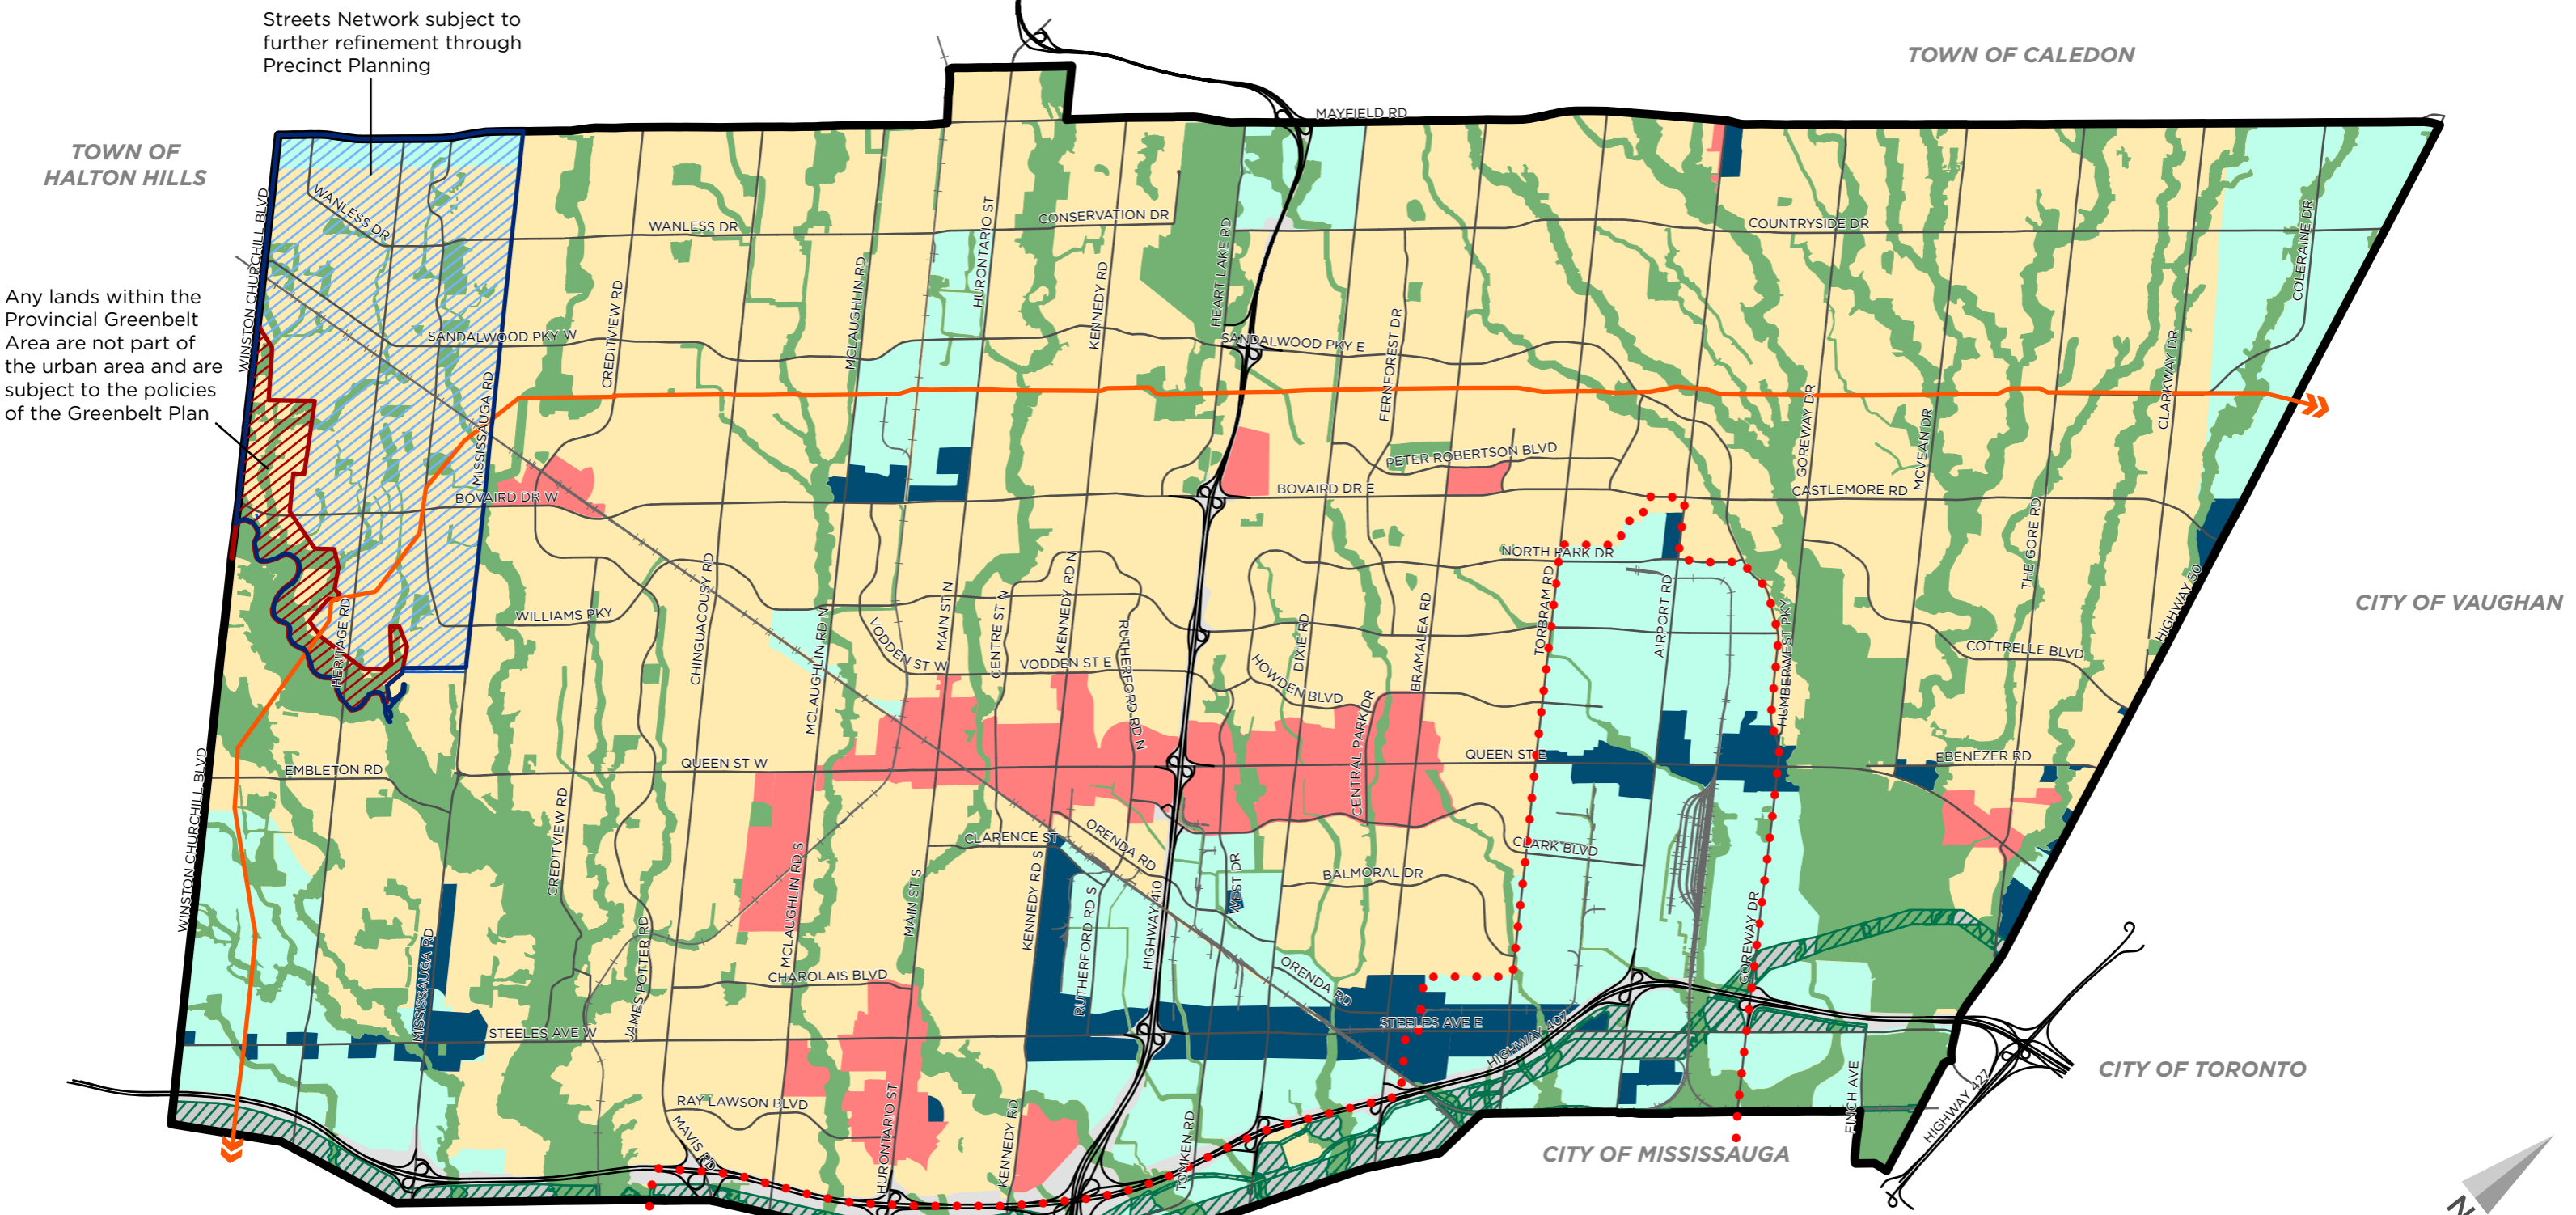 Streets Network subject to
further refinement through
Precinct Planning
TOWN OF CALEDON
MAYFIELD RD
TOWN OF
HALTON HILLS
WANLESS DR
WANLESS DR
CONSERVATION DR
COUNTRYSIDE DR
WINSTON CHURCHILL BLVD
HURONTARIO ST
HEART LAKE RD
COLERAINE DR
Any lands within the
Provincial Greenbelt
Area are not part of
the urban area and are
subject to the policies
of the Greenbelt Plan
CREDITVIEW RD
MCLAUGHLIN RD
KENNEDY RD
SANDALWOOD PKY W
SANDALWOOD PKY E
FERNFOREST DR
CLARKWAY DR
MISSISSAUGA RD
GOREWAY DR
MCVEAN DR
PETER ROBERTSON BLVD
BOVAIRD DR W
BOVAIRD DR E
CASTLEMORE RD
THE GORE RD
NORTH PARK DR
CHINGUACOUSY RD
KENNEDY RD N
TORBRAM RD
AIRPORT RD
HIGHWAY 50
CITY OF VAUGHAN
WILLIAMS PKY
MCLAUGHLIN RD N
VODDEN ST W
MAIN ST N
CENTRE ST N
VODDEN ST E
RUTHERFORD RD N
DIXIE RD
HOWDEN BLVD
BRAMALEA RD
HUMBERWEST PKY
COTTRELLE BLVD
HERITAGE RD
CENTRAL PARK DR
EMBLETON RD
QUEEN ST W
QUEEN ST E
EBENEZER RD
WINSTON CHURCHILL BLVD
CREDITVIEW RD
CLARENCE ST
ORENDA RD
CLARK BLVD
MCLAUGHLIN RD S
MAIN ST S
KENNEDY RD S
RUTHERFORD RD S
HIGHWAY 410
WEST DR
BALMORAL DR
MISSISSAUGA RD
JAMES POTTER RD
CHAROLAIS BLVD
ORENDA RD
GOREWAY DR
STEELES AVE W
STEELES AVE E
HIGHWAY 407
CITY OF TORONTO
RAY LAWSON BLVD
MAVIS RD
HURONTARIO ST
KENNEDY RD
TOMKEN RD
FINCH AVE
HIGHWAY 427
CITY OF MISSISSAUGA
N